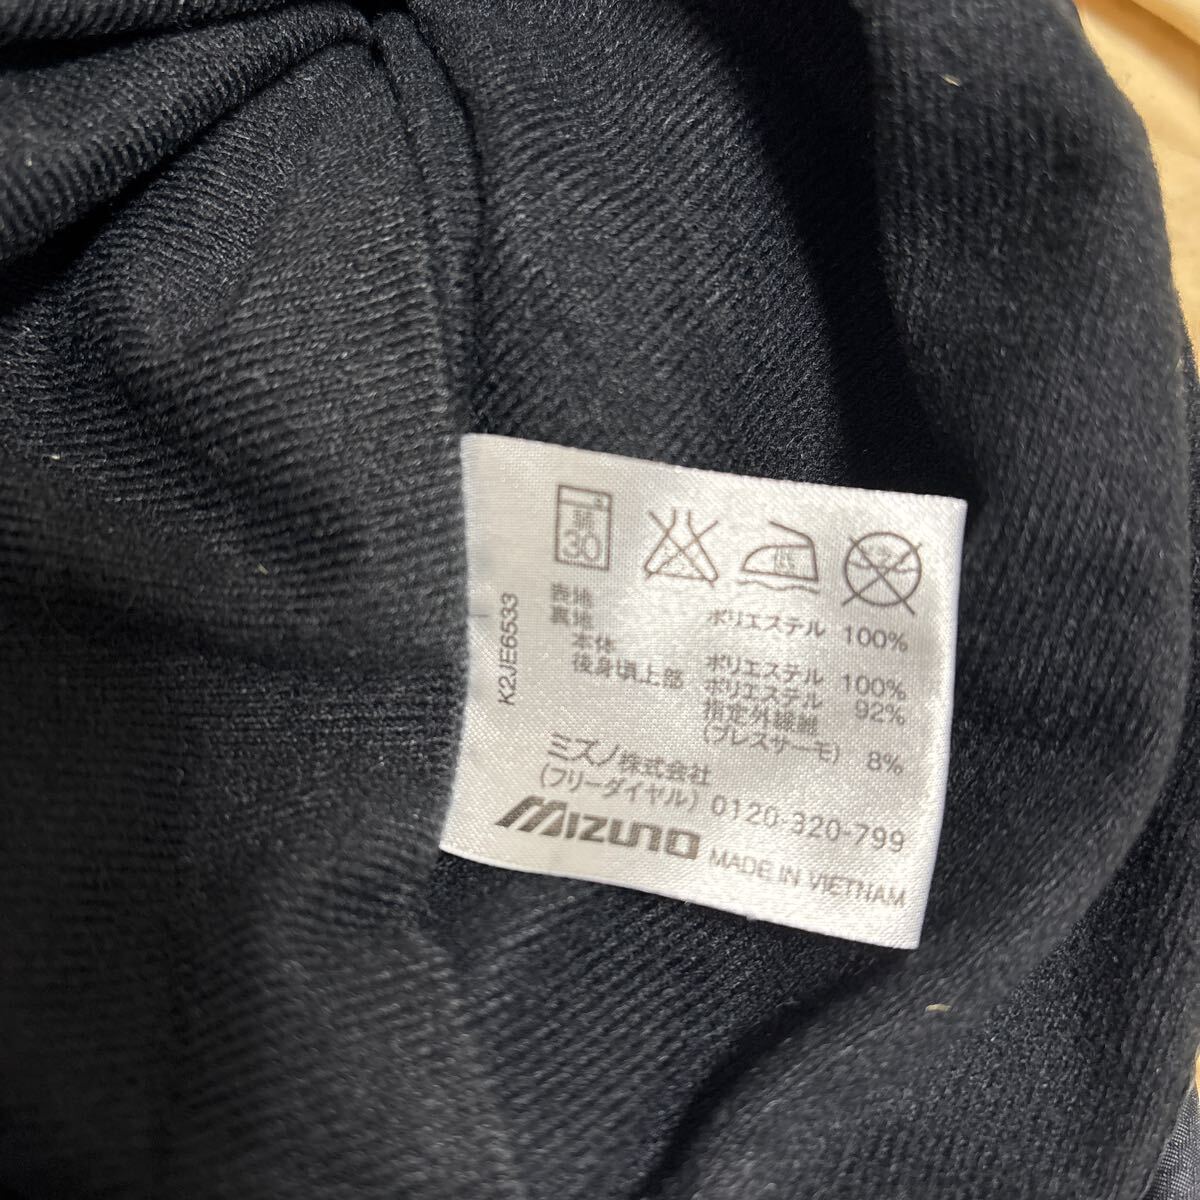 弱
30
低
表地 ポリエステル 100%
裏地
本体 ポリエステル 100%
後身頃上部 ポリエステル 92%
指定外繊維
(ブレスサーモ) 8%
ミズノ株式会社
(フリーダイヤル) 0120-320-799
MIZUNO MADE IN VIETNAM
K2JE6533